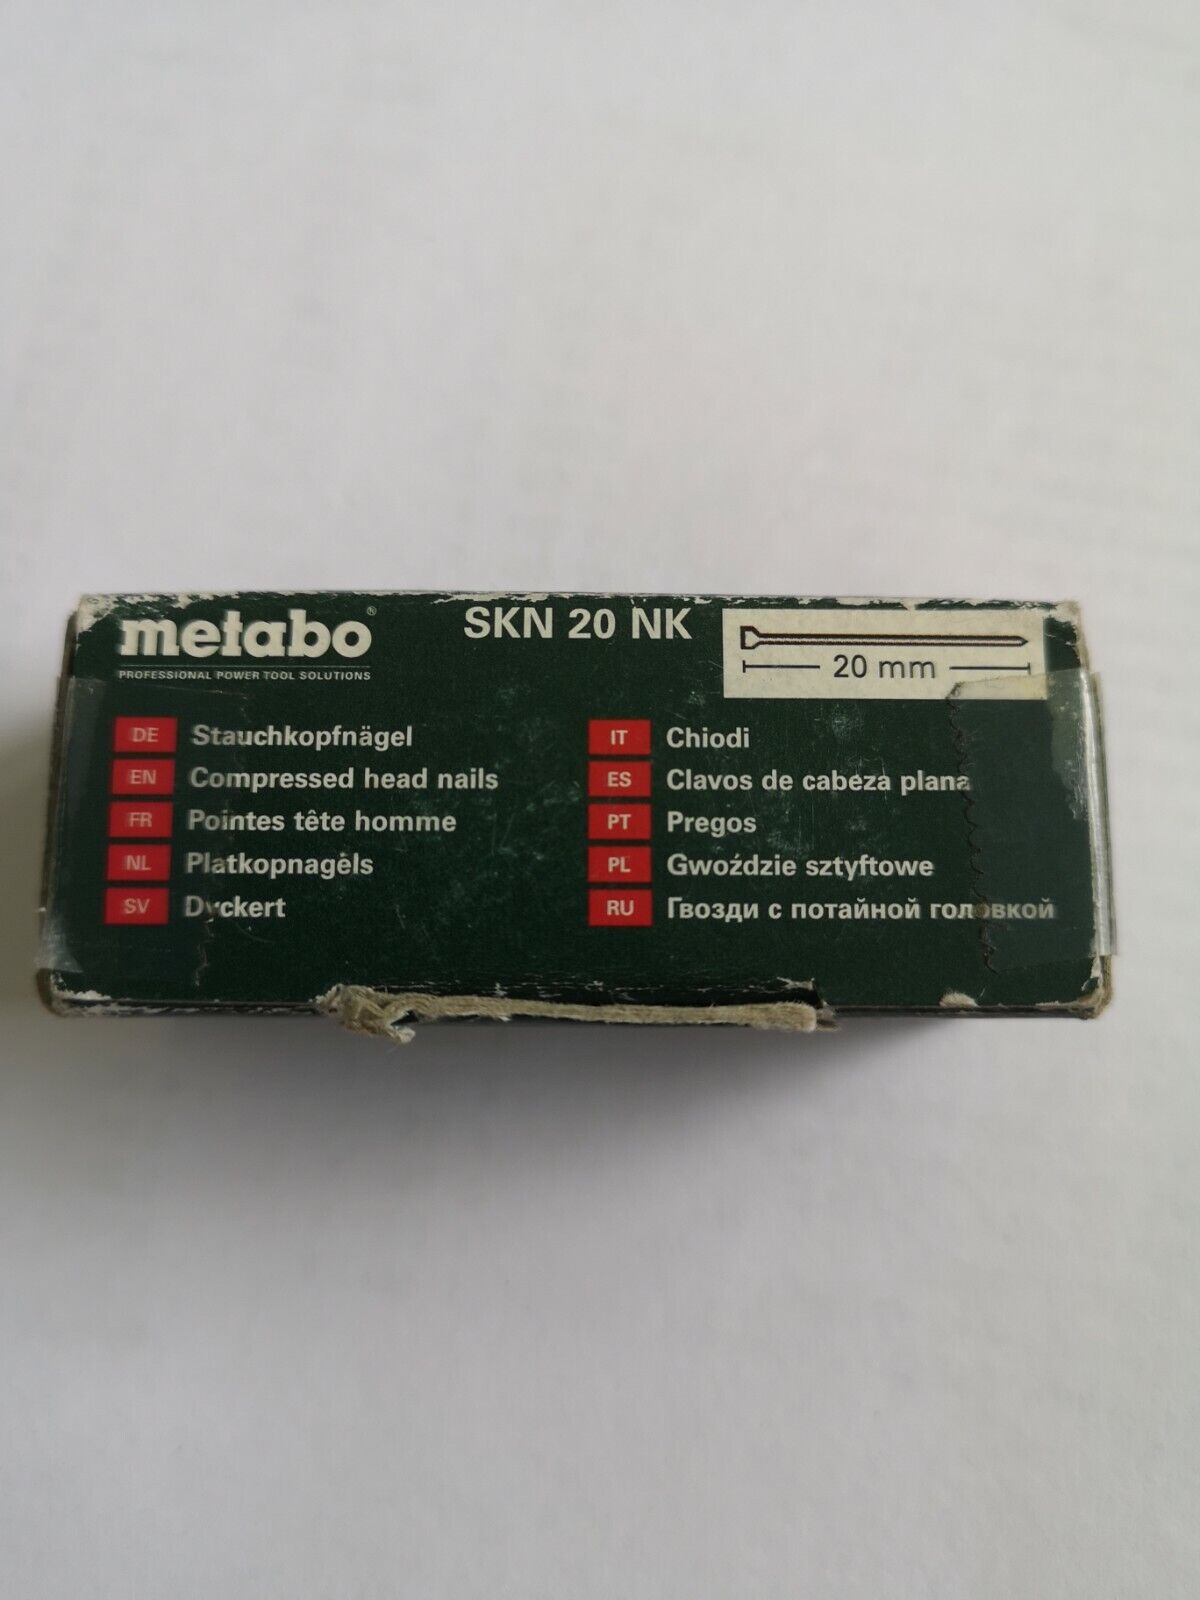 metabo®
PROFESSIONAL POWER TOOL SOLUTIONS
SKN 20 NK
20 mm
DE Stauchkopfnägel
EN Compressed head nails
FR Pointes tête homme
NL Platkopnagels
SV Dyckert
IT Chiodi
ES Clavos de cabeza plana
PT Pregos
PL Gwoździe sztyftowe
RU Гвозди с потайной головкой